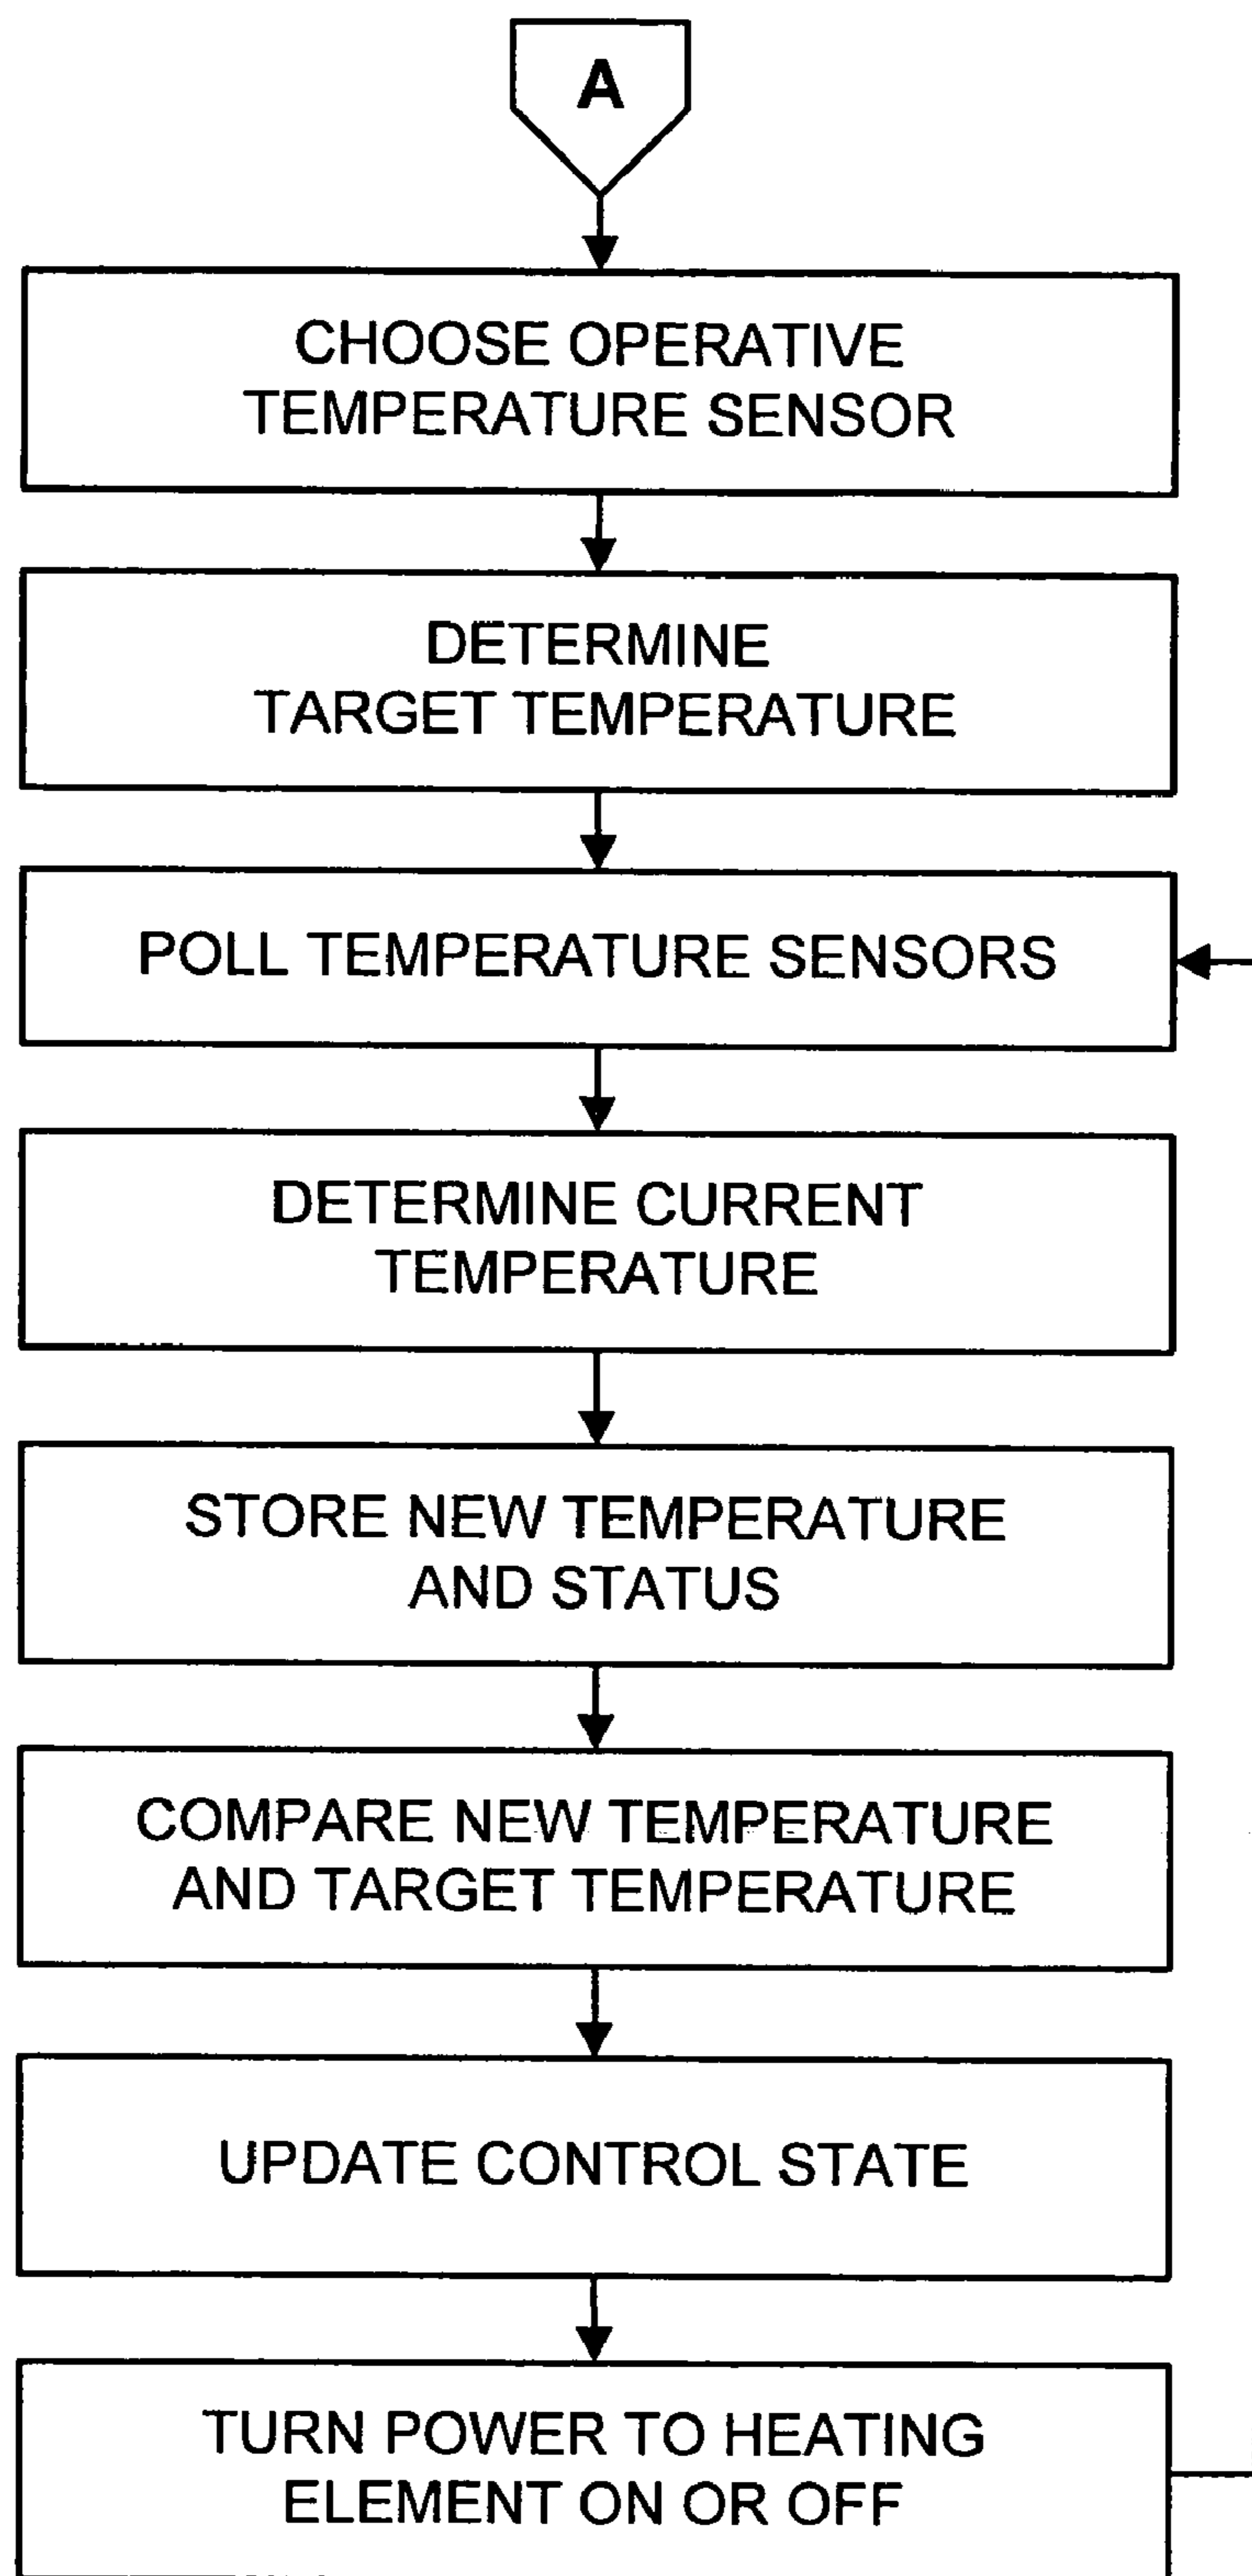 A
CHOOSE OPERATIVE
TEMPERATURE SENSOR
DETERMINE
TARGET TEMPERATURE
POLL TEMPERATURE SENSORS
DETERMINE CURRENT
TEMPERATURE
STORE NEW TEMPERATURE
AND STATUS
COMPARE NEW TEMPERATURE
AND TARGET TEMPERATURE
UPDATE CONTROL STATE
TURN POWER TO HEATING
ELEMENT ON OR OFF